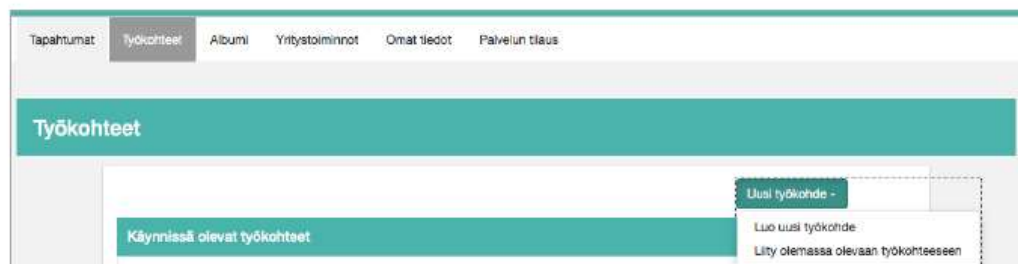 Tapahtumat Työkohteet Albumi Yritystoiminnot Omat tiedot Palvelun tilaus
Työkohteet
Uusi työkohde -
Käynnissä olevat työkohteet
Luo uusi työkohde
Liity olemassa olevaan työkohteeseen